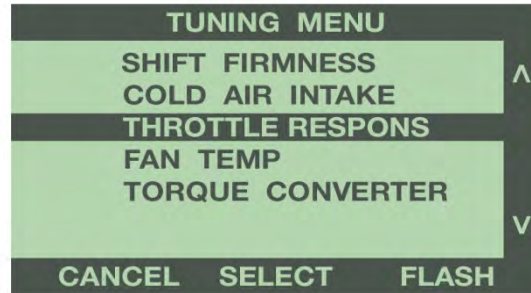 TUNING MENU
SHIFT FIRMNESS
COLD AIR INTAKE
THROTTLE RESPONS
FAN TEMP
TORQUE CONVERTER
CANCEL SELECT FLASH